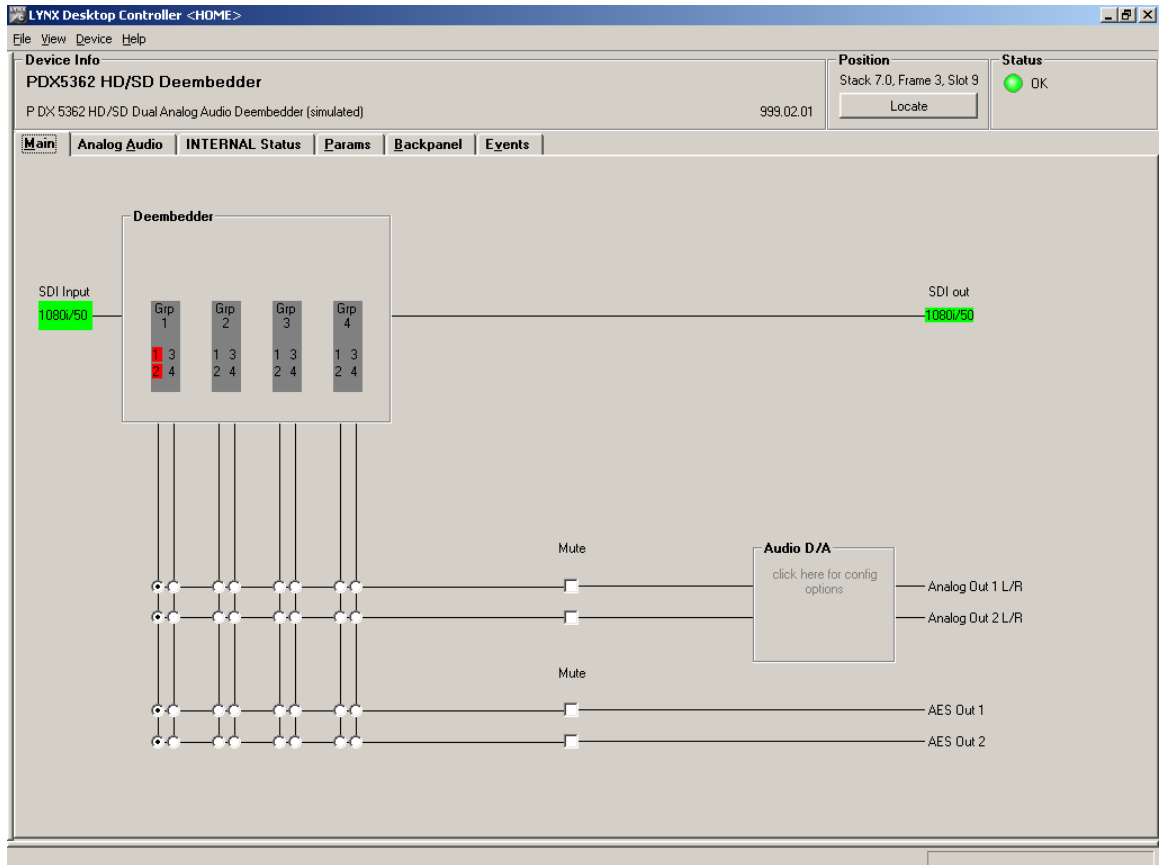 LYNX Desktop Controller <HOME>
File View Device Help
Device Info
PDX5362 HD/SD Deembedder
P DX 5362 HD/SD Dual Analog Audio Deembedder (simulated) 999.02.01
Position
Stack 7.0, Frame 3, Slot 9
Locate
Status
OK
Main Analog Audio INTERNAL Status Params Backpanel Events
Deembedder
SDI Input
1080i/50
Grp 1
1 3
2 4
Grp 2
1 3
2 4
Grp 3
1 3
2 4
Grp 4
1 3
2 4
SDI out
1080i/50
Mute
Audio D/A
click here for config
options
Analog Out 1 L/R
Analog Out 2 L/R
Mute
AES Out 1
AES Out 2